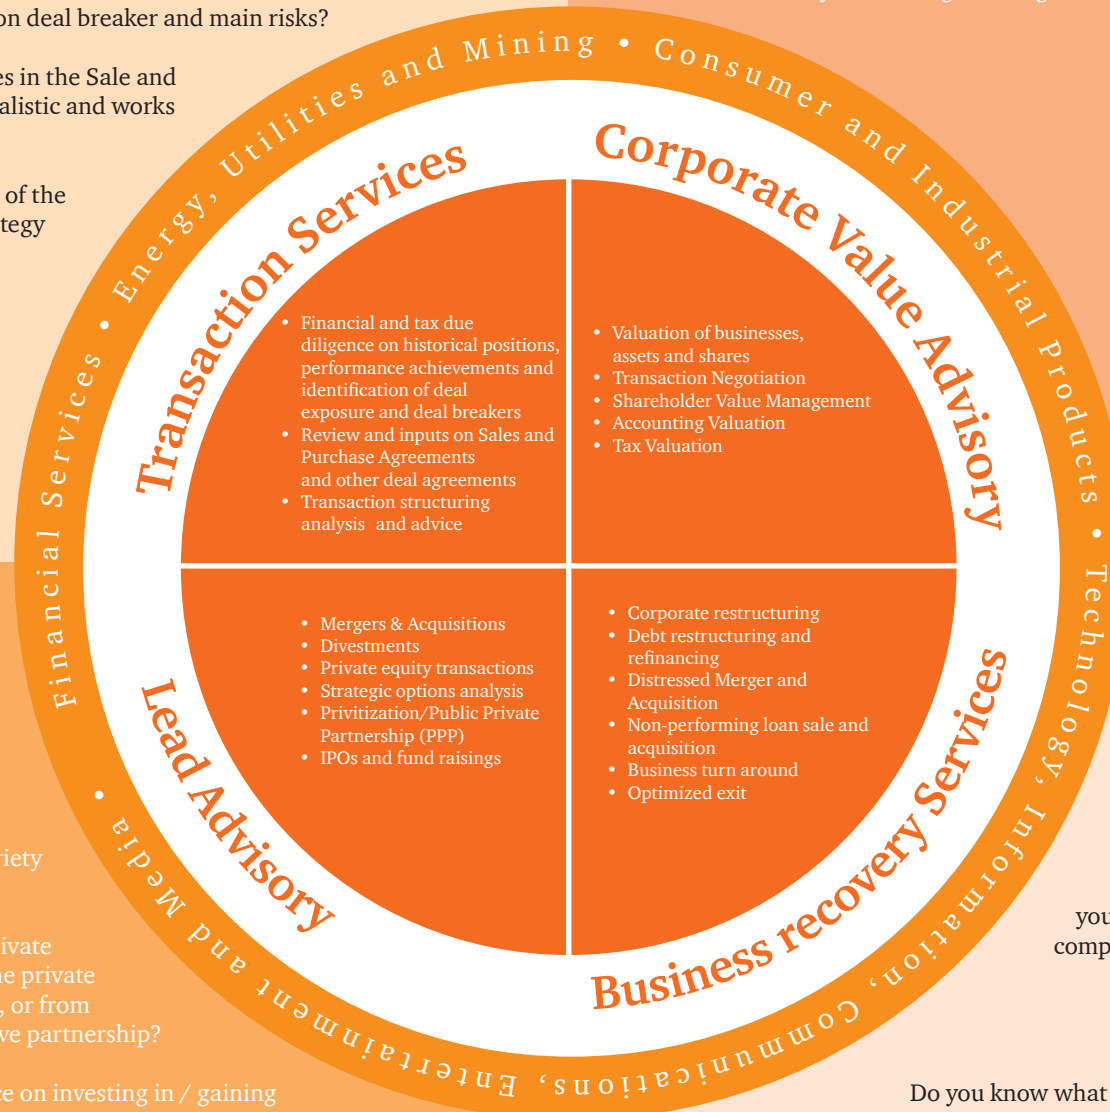 on deal breaker and main risks?
es in the Sale and
alistic and works
of the
tegy
Energy, Utilities and Mining • Consumer and Industrial Products • Technology, Information, Communications, Entertainment and Media • Financial Services •
Transaction Services
• Financial and tax due
diligence on historical positions,
performance achievements and
identification of deal
exposure and deal breakers
• Review and inputs on Sales and
Purchase Agreements
and other deal agreements
• Transaction structuring
analysis and advice
Corporate Value Advisory
• Valuation of businesses,
assets and shares
• Transaction Negotiation
• Shareholder Value Management
• Accounting Valuation
• Tax Valuation
Lead Advisory
• Mergers & Acquisitions
• Divestments
• Private equity transactions
• Strategic options analysis
• Privitization/Public Private
Partnership (PPP)
• IPOs and fund raisings
Business recovery Services
• Corporate restructuring
• Debt restructuring and
refinancing
• Distressed Merger and
Acquisition
• Non-performing loan sale and
acquisition
• Business turn around
• Optimized exit
riety
ivate
ne private
, or from
ve partnership?
ce on investing in / gaining
you
comp
Do you know what